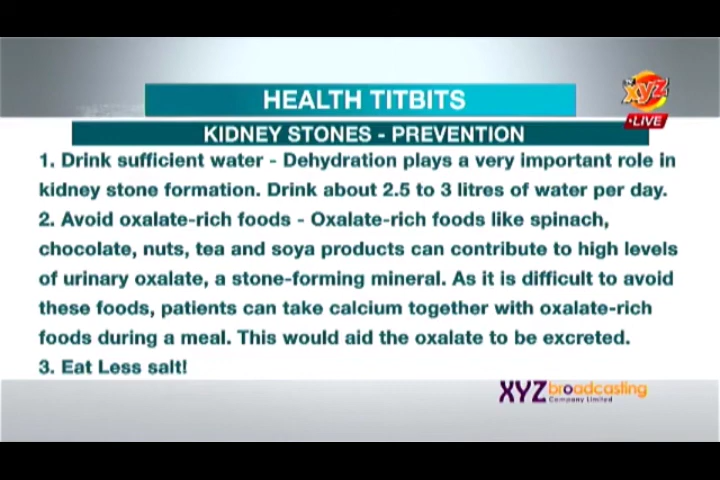 HEALTH TITBITS
TV
xyz
LIVE
KIDNEY STONES - PREVENTION
1. Drink sufficient water - Dehydration plays a very important role in
kidney stone formation. Drink about 2.5 to 3 litres of water per day.
2. Avoid oxalate-rich foods - Oxalate-rich foods like spinach,
chocolate, nuts, tea and soya products can contribute to high levels
of urinary oxalate, a stone-forming mineral. As it is difficult to avoid
these foods, patients can take calcium together with oxalate-rich
foods during a meal. This would aid the oxalate to be excreted.
3. Eat Less salt!
XYZ broadcasting
Company Limited